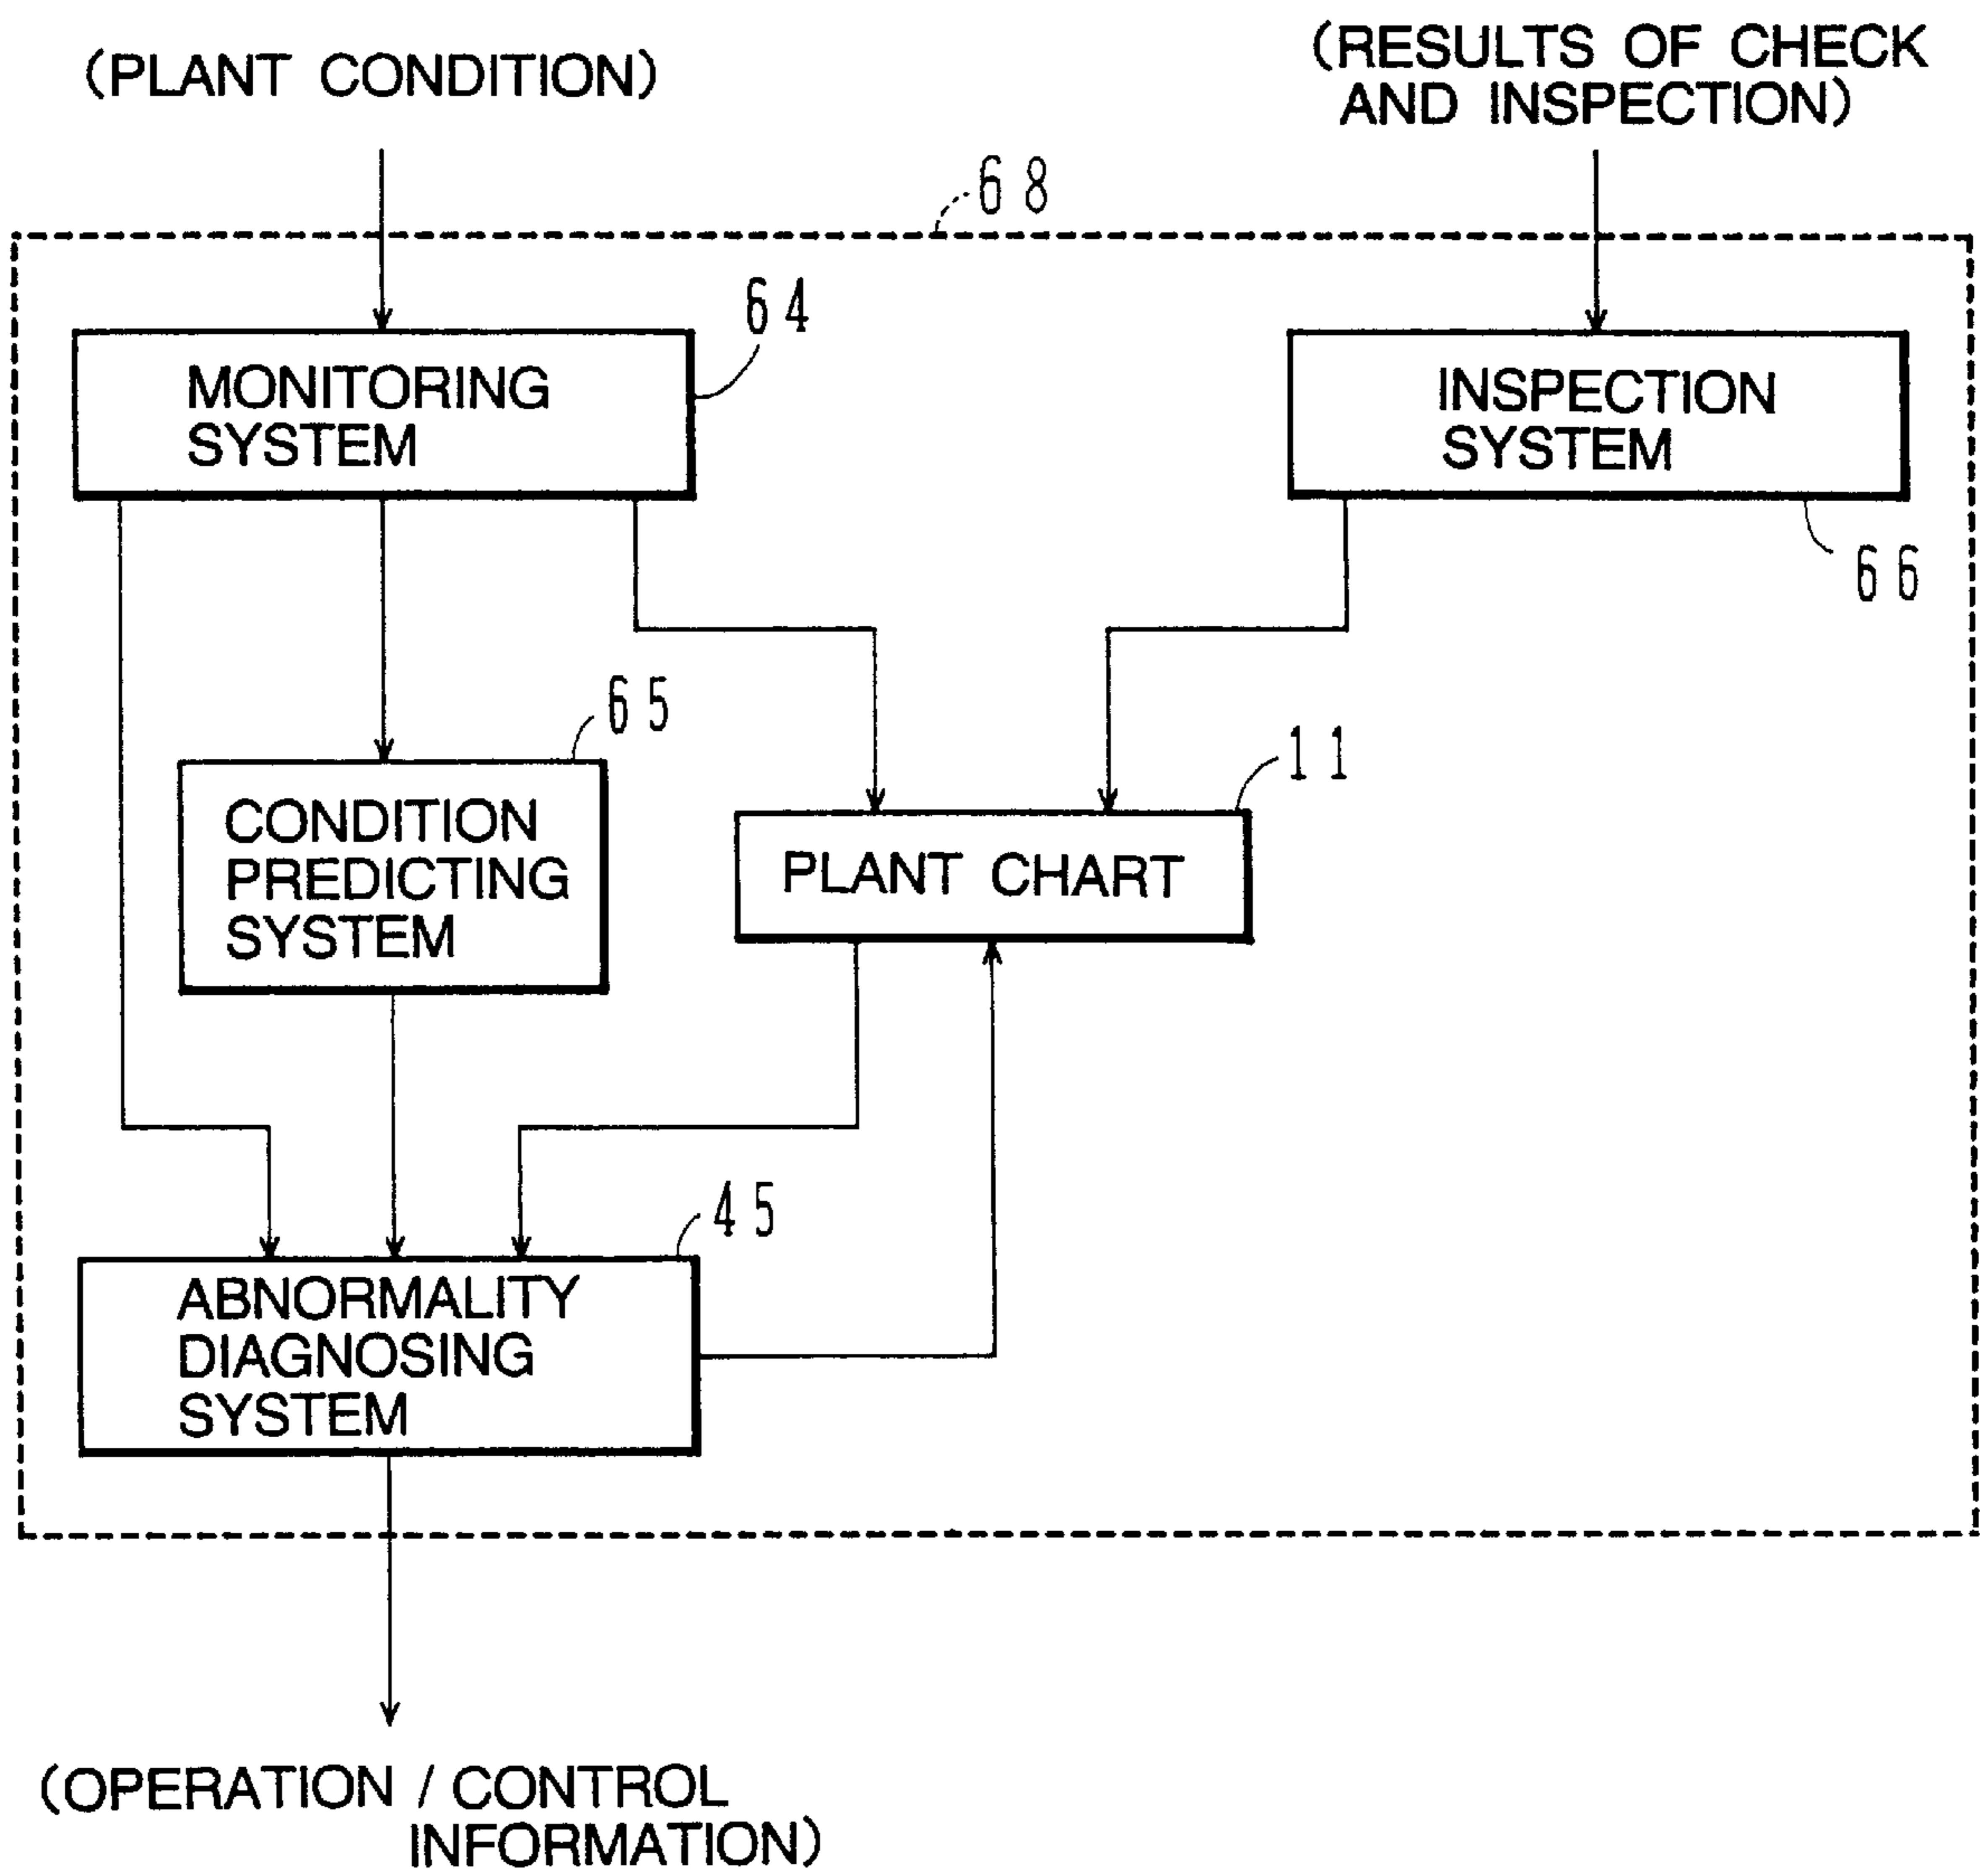 (PLANT CONDITION)
(RESULTS OF CHECK
AND INSPECTION)
68
64
MONITORING
SYSTEM
INSPECTION
SYSTEM
66
65
11
CONDITION
PREDICTING
SYSTEM
PLANT CHART
45
ABNORMALITY
DIAGNOSING
SYSTEM
(OPERATION / CONTROL
INFORMATION)